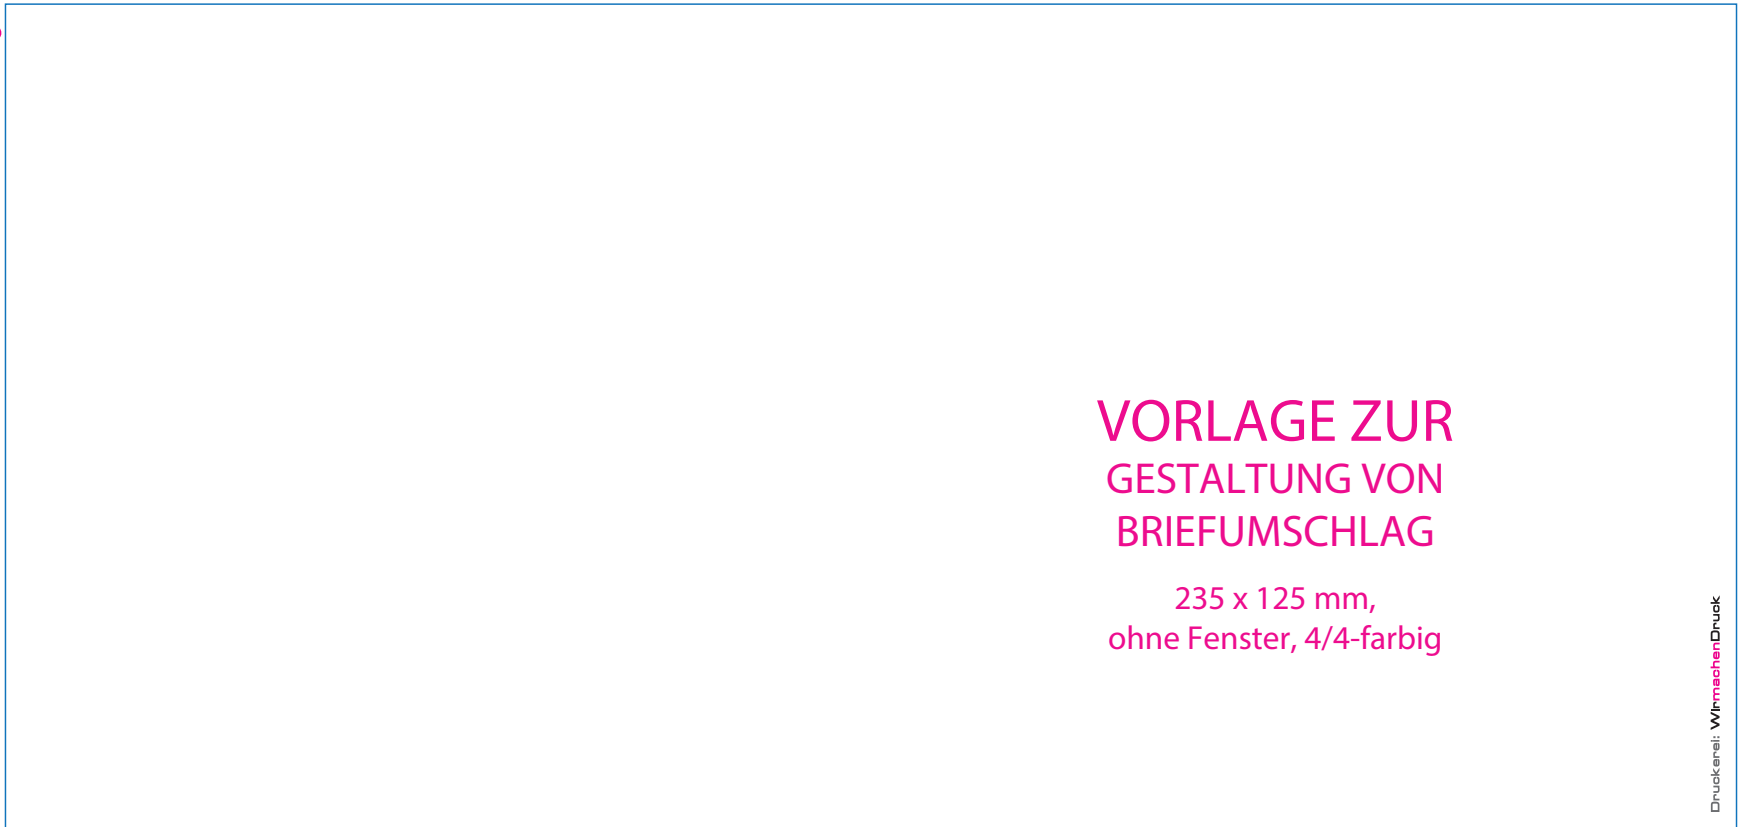 VORLAGE ZUR
GESTALTUNG VON
BRIEFUMSCHLAG
235 x 125 mm,
ohne Fenster, 4/4-farbig
Druckerei: WirmachenDruck